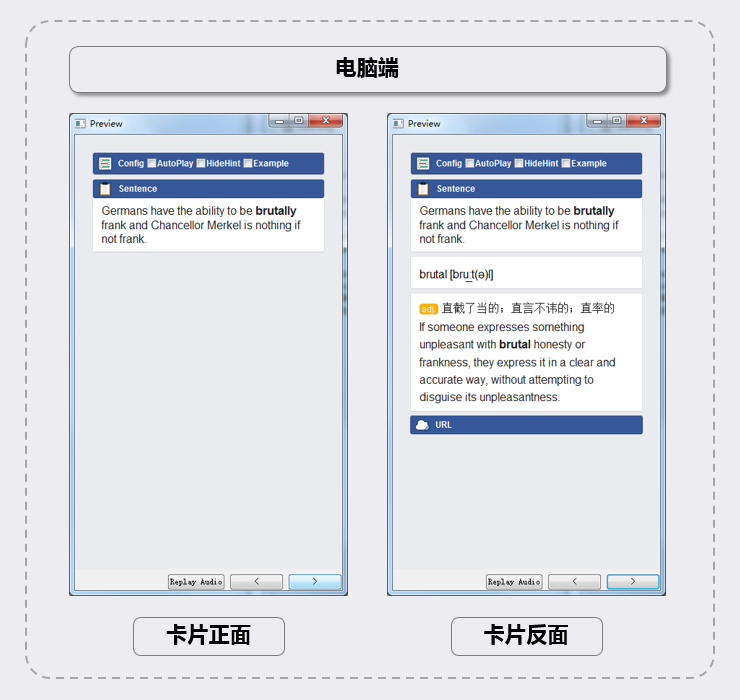 电脑端
Preview
Config AutoPlay HideHint Example
Sentence
Germans have the ability to be brutally
frank and Chancellor Merkel is nothing if
not frank.
Replay Audio < >
卡片正面
Preview
Config AutoPlay HideHint Example
Sentence
Germans have the ability to be brutally
frank and Chancellor Merkel is nothing if
not frank.
brutal [bru̲:t(ə)l]
adj. 直截了当的；直言不讳的；直率的
If someone expresses something
unpleasant with brutal honesty or
frankness, they express it in a clear and
accurate way, without attempting to
disguise its unpleasantness.
URL
Replay Audio < >
卡片反面